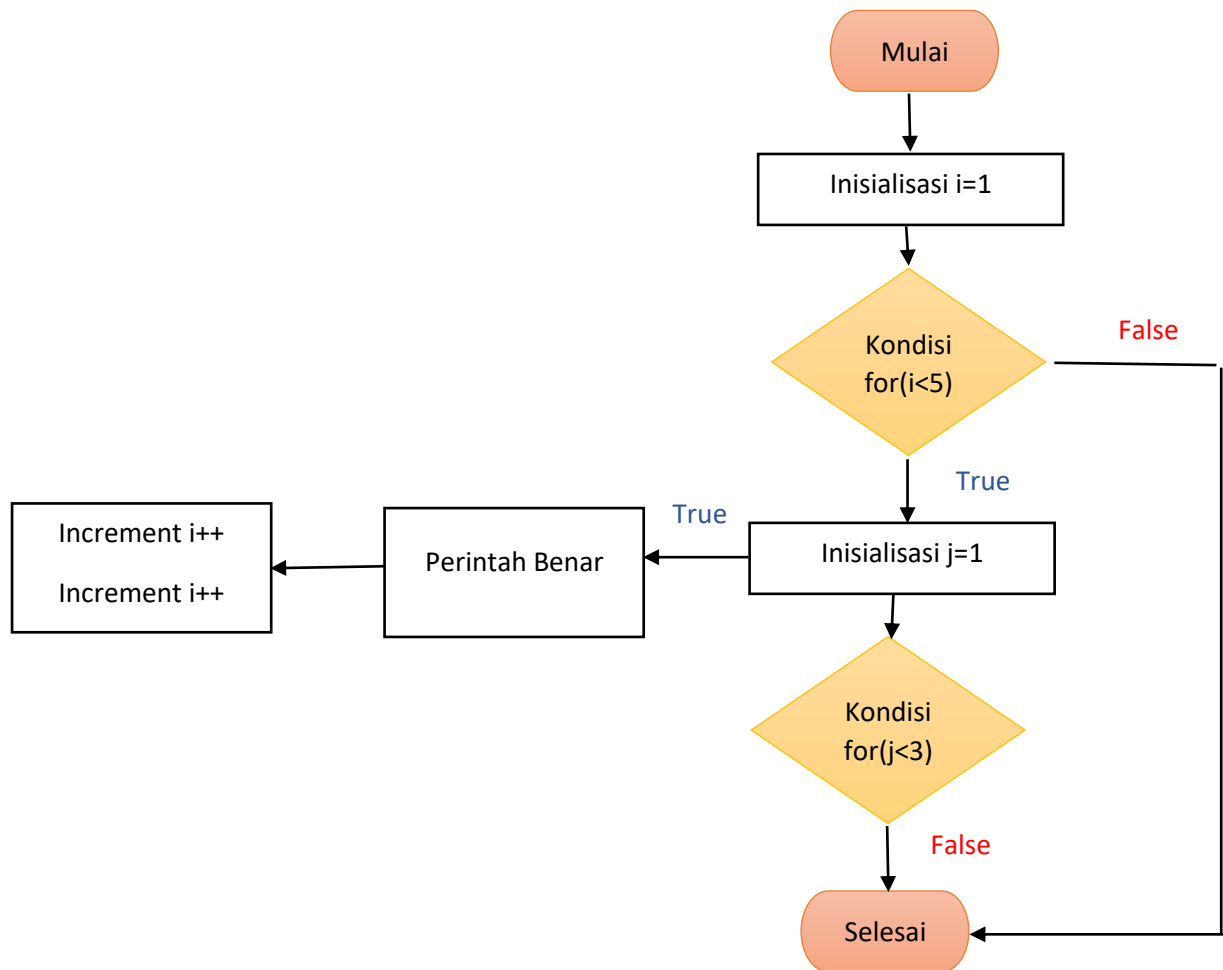 Mulai
Inisialisasi i=1
Kondisi
for(i<5)
False
True
Inisialisasi j=1
True
Perintah Benar
Increment i++
Increment i++
Kondisi
for(j<3)
False
Selesai